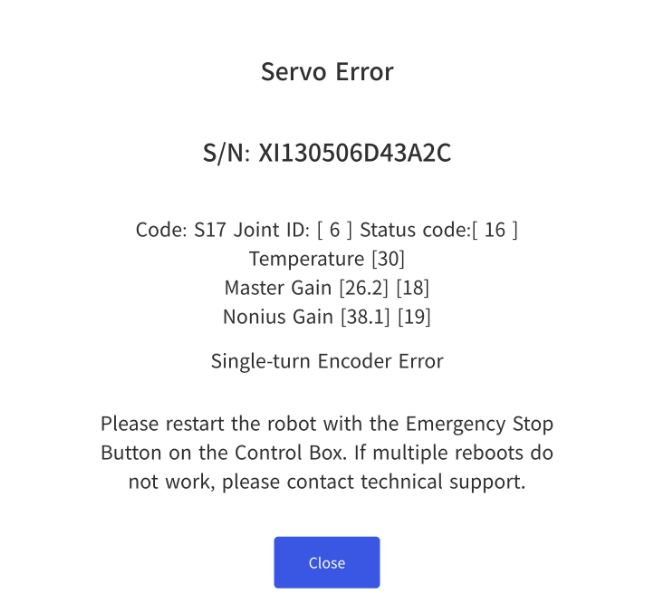 Servo Error
S/N: XI130506D43A2C
Code: S17 Joint ID: [ 6 ] Status code:[ 16 ]
Temperature [30]
Master Gain [26.2] [18]
Nonius Gain [38.1] [19]
Single-turn Encoder Error
Please restart the robot with the Emergency Stop
Button on the Control Box. If multiple reboots do
not work, please contact technical support.
Close